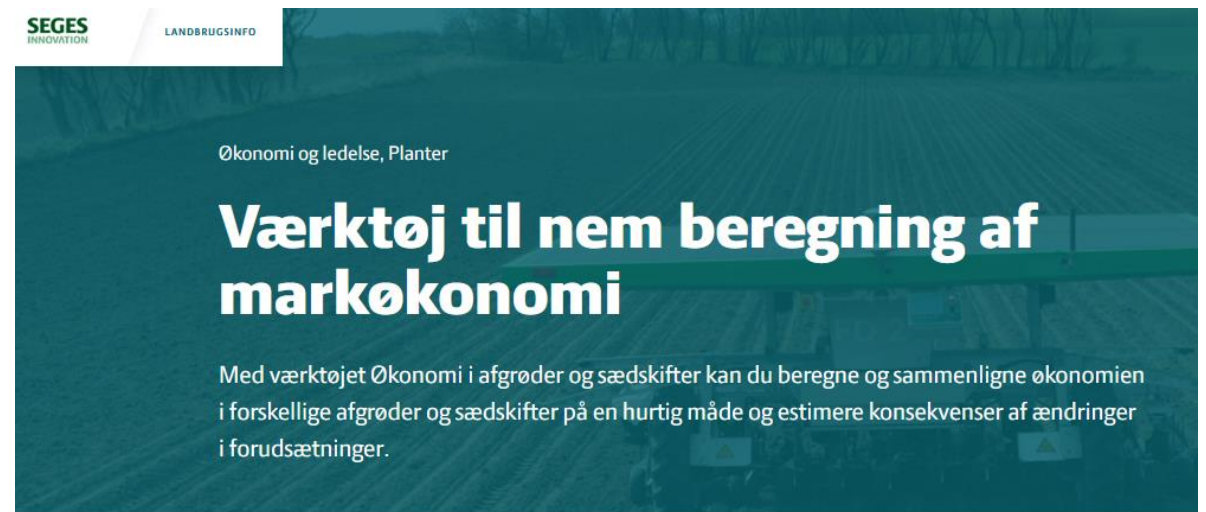 SEGES
INNOVATION
LANDBRUGSINFO
Økonomi og ledelse, Planter
Værktøj til nem beregning af
markøkonomi
Med værktøjet Økonomi i afgrøder og sædskifter kan du beregne og sammenligne økonomien
i forskellige afgrøder og sædskifter på en hurtig måde og estimere konsekvenser af ændringer
i forudsætninger.